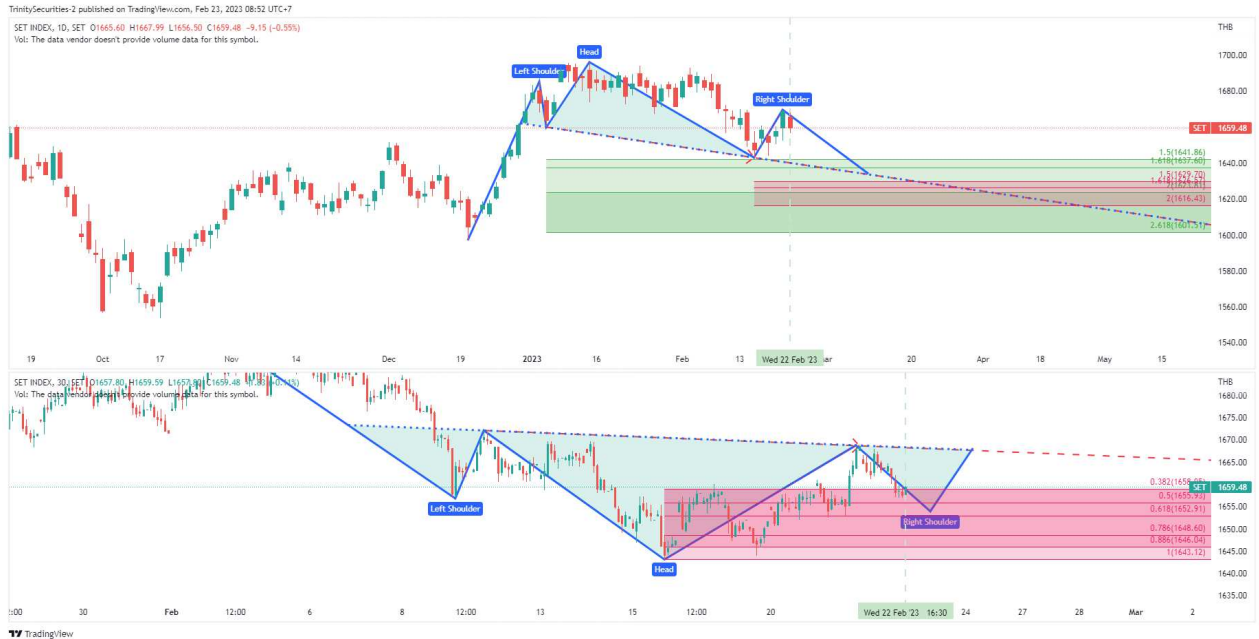 TrinitySecurities-2 published on TradingView.com, Feb 23, 2023 08:52 UTC+7
SET INDEX, 1D, SET O1665.60 H1667.99 L1656.50 C1659.48 -9.15 (-0.55%)
Vol: The data vendor doesn't provide volume data for this symbol.
THB
1700.00
1680.00
SET 1659.48
1640.00
1620.00
1600.00
1580.00
1560.00
1540.00
Left Shoulder
Head
Right Shoulder
1.5(1641.86)
1.618(1637.60)
1.5(1629.70)
2(1616.43)
2.618(1601.51)
19 Oct 17 Nov 14 Dec 19 2023 16 Feb 13 Wed 22 Feb '23 20 Apr 18 May 15
SET INDEX, 30, SET O1657.80 H1659.59 L1657.80 C1659.48
Vol: The data vendor doesn't provide volume data for this symbol.
THB
1680.00
1675.00
1670.00
1665.00
SET 1659.48
1655.00
1650.00
1645.00
1640.00
1635.00
Left Shoulder
Head
Right Shoulder
0.5(1655.93)
0.618(1652.91)
0.786(1648.60)
0.886(1646.04)
1(1643.12)
:00 30 Feb 12:00 6 8 12:00 13 15 12:00 20 Wed 22 Feb '23 16:30 24 27 28 Mar 2
TradingView